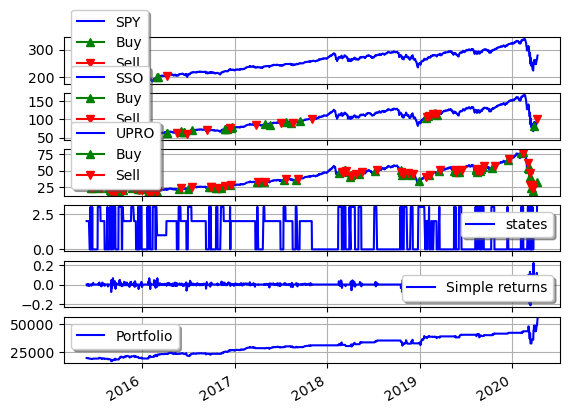 SPY
Buy
Sell
300
200
SSO
Buy
Sell
150
100
50
UPRO
Buy
Sell
75
50
25
states
2.5
0.0
Simple returns
0.2
0.0
−0.2
Portfolio
50000
25000
2016 2017 2018 2019 2020